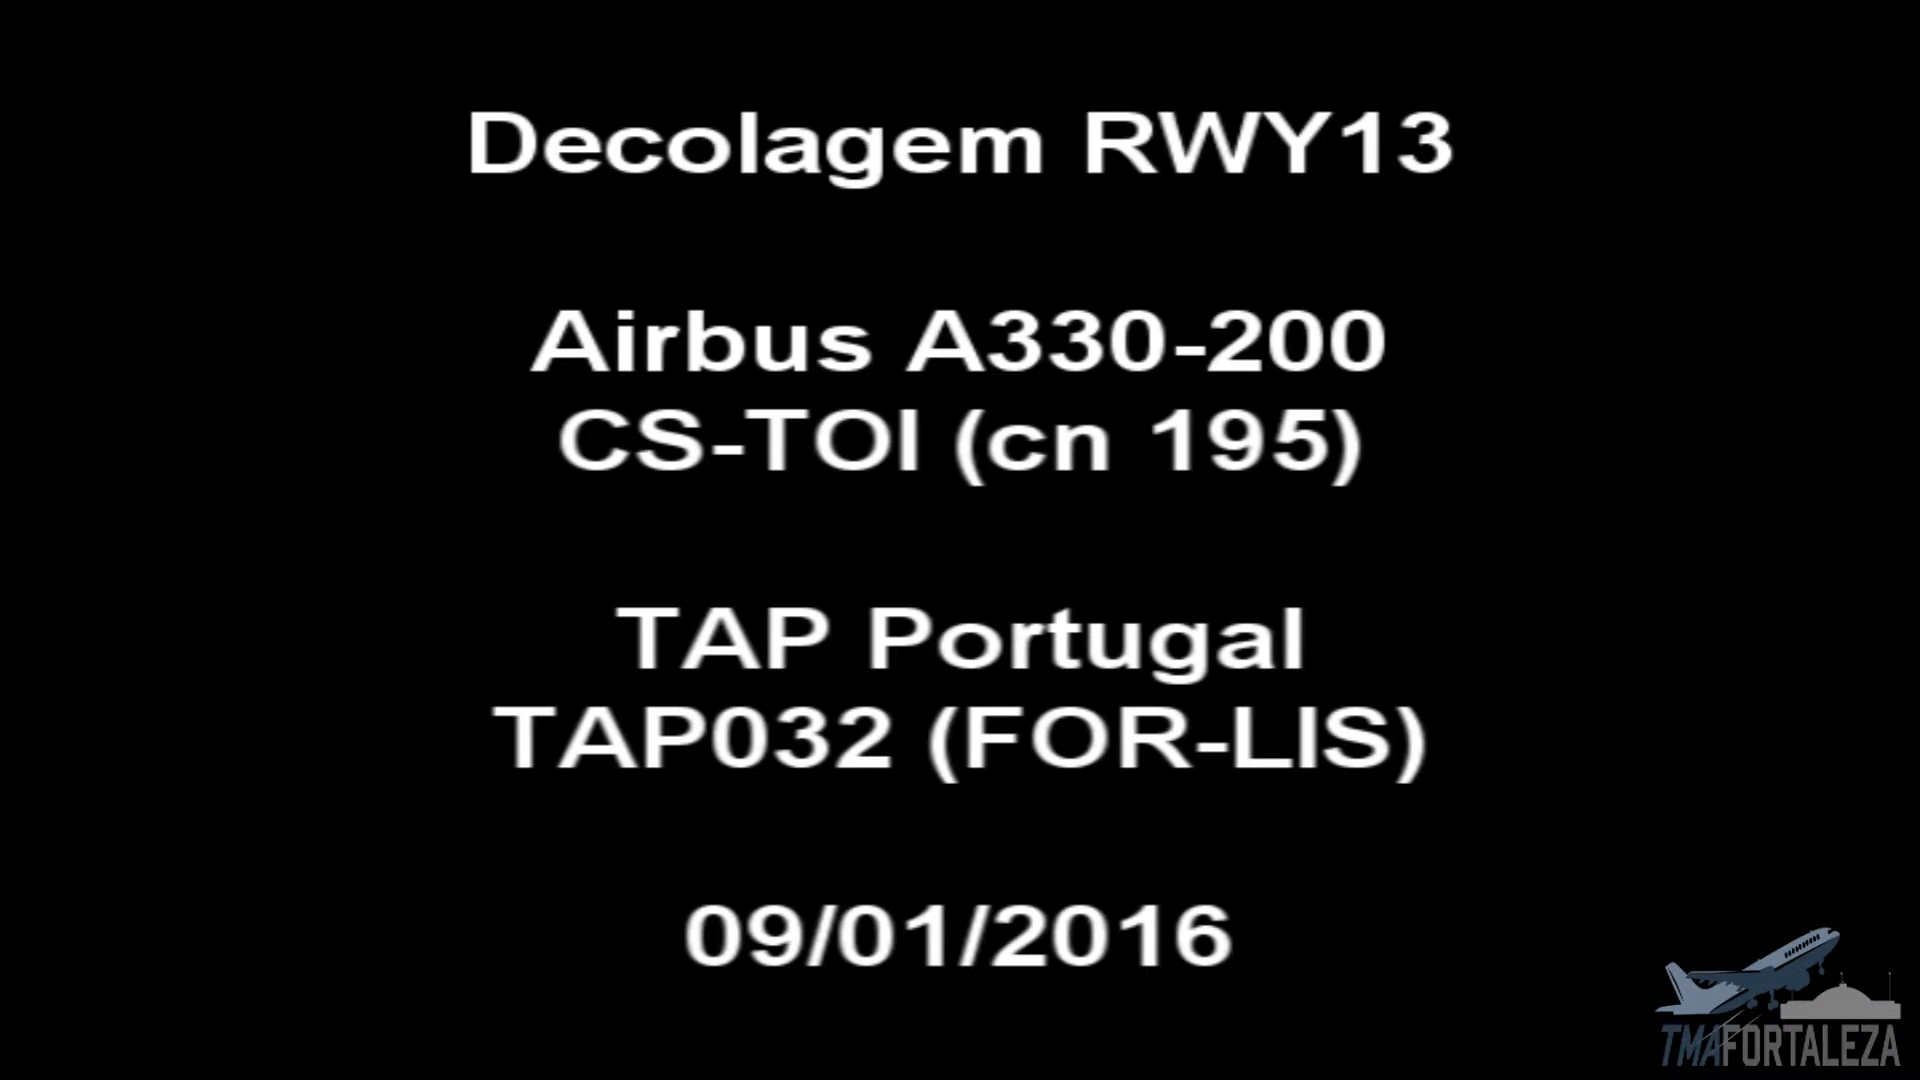 Decolagem RWY13
Airbus A330-200
CS-TOI (cn 195)
TAP Portugal
TAP032 (FOR-LIS)
09/01/2016
TMAFORTALEZA